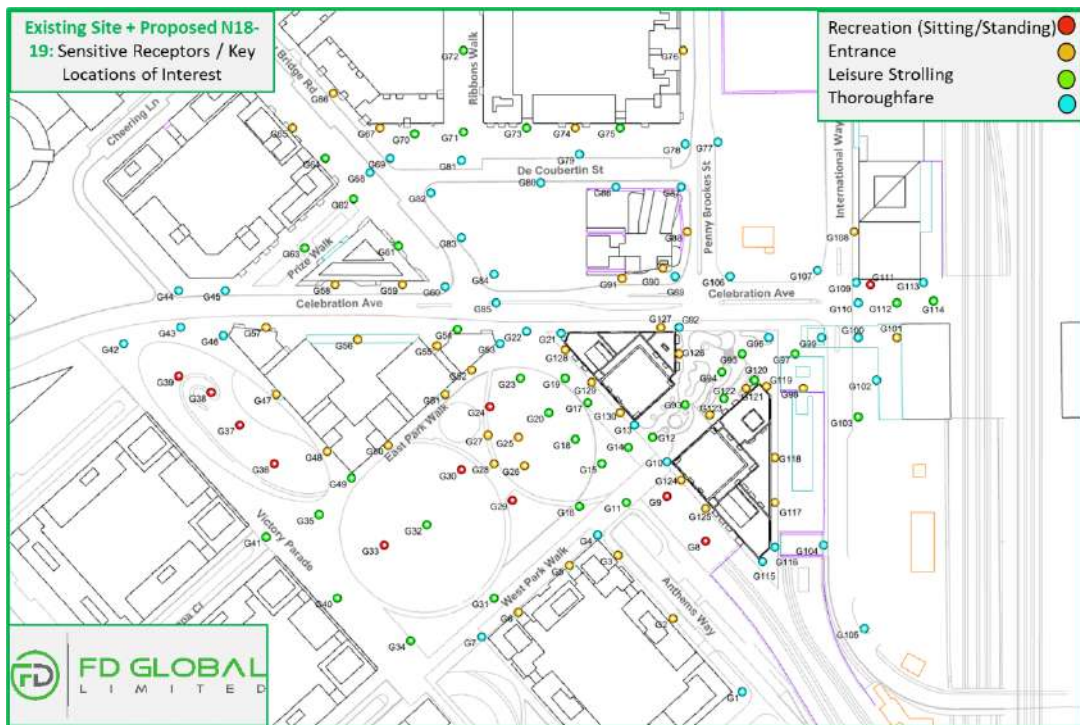 Existing Site + Proposed N18-
19: Sensitive Receptors / Key
Locations of Interest
Recreation (Sitting/Standing)
Entrance
Leisure Strolling
Thoroughfare
Cheering Ln
Bridge Rd
Ribbons Walk
De Coubertin St
Penny Brookes St
International Way
Prize Walk
Celebration Ave
Celebration Ave
East Park Walk
Victory Parade
West Park Walk
Anthems Way
G72
G76
G66
G65
G67
G70
G71
G73
G74
G75
G77
G78
G79
G64
G69
G68
G81
G80
G82
G86
G87
G62
G83
G88
G108
G63
G61
G84
G91
G90
G89
G106
G107
G58
G59
G60
G44
G45
G85
G109
G111
G113
G110
G112
G114
G43
G46
G57
G42
G56
G54
G55
G53
G22
G21
G127
G92
G128
G126
G96
G99
G100
G101
G97
G95
G52
G39
G38
G47
G51
G23
G19
G129
G94
G120
G119
G121
G98
G102
G24
G20
G17
G130
G93
G122
G123
G103
G37
G13
G12
G27
G25
G18
G14
G48
G50
G36
G30
G28
G26
G15
G10
G118
G49
G124
G29
G9
G35
G16
G11
G125
G117
G32
G41
G33
G4
G8
G116
G104
G3
G115
G5
G40
G31
G6
G2
G105
G34
G7
G1
FD
FD GLOBAL
LIMITED